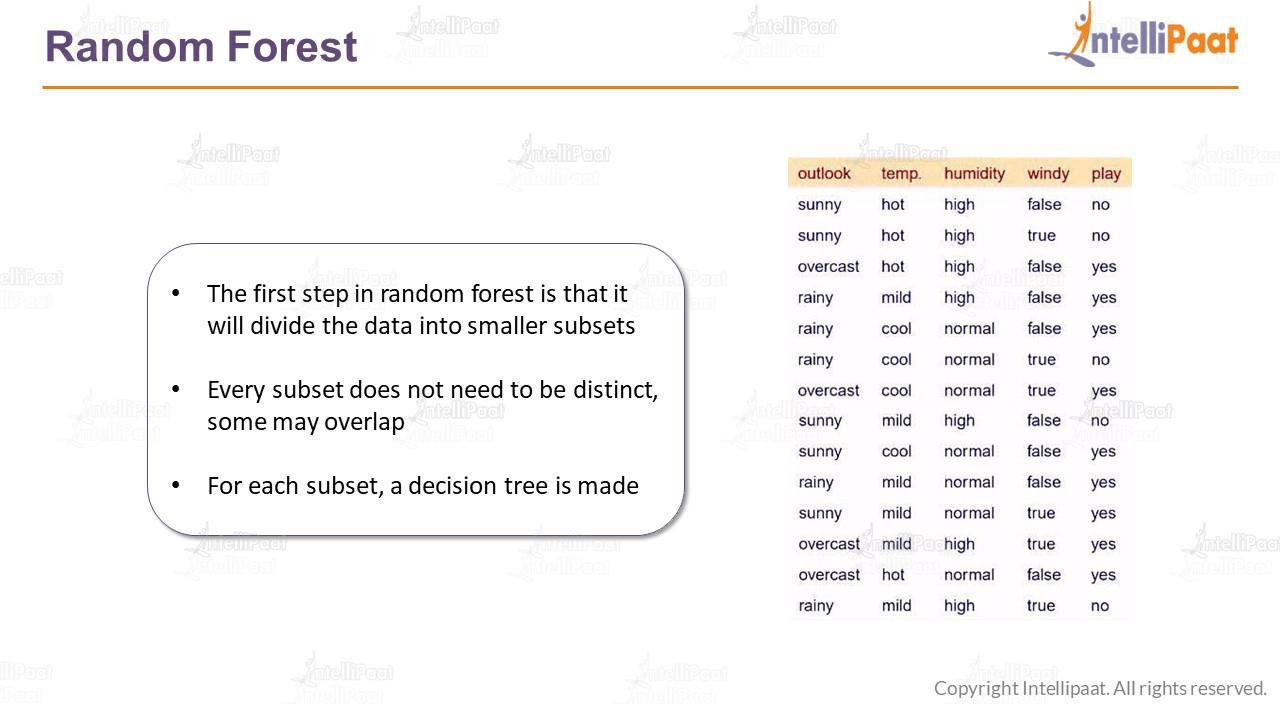 Random Forest
IntelliPaat
• The first step in random forest is that it
will divide the data into smaller subsets
• Every subset does not need to be distinct,
some may overlap
• For each subset, a decision tree is made
outlook temp. humidity windy play
sunny hot high false no
sunny hot high true no
overcast hot high false yes
rainy mild high false yes
rainy cool normal false yes
rainy cool normal true no
overcast cool normal true yes
sunny mild high false no
sunny cool normal false yes
rainy mild normal false yes
sunny mild normal true yes
overcast mild high true yes
overcast hot normal false yes
rainy mild high true no
Copyright Intellipaat. All rights reserved.